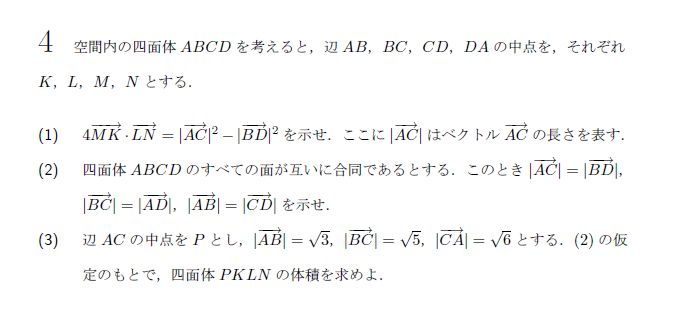 4 空間内の四面体 ABCD を考えると，辺 AB，BC，CD，DA の中点を，それぞれ
K，L，M，N とする．
(1) 4\overrightarrow{MK}·\overrightarrow{LN} = |\overrightarrow{AC}|² − |\overrightarrow{BD}|² を示せ．ここに |\overrightarrow{AC}| はベクトル \overrightarrow{AC} の長さを表す．
(2) 四面体 ABCD のすべての面が互いに合同であるとする．このとき |\overrightarrow{AC}| = |\overrightarrow{BD}|，
|\overrightarrow{BC}| = |\overrightarrow{AD}|，|\overrightarrow{AB}| = |\overrightarrow{CD}| を示せ．
(3) 辺 AC の中点を P とし，|\overrightarrow{AB}| = √3，|\overrightarrow{BC}| = √5，|\overrightarrow{CA}| = √6 とする．(2) の仮
定のもとで，四面体 PKLN の体積を求めよ．